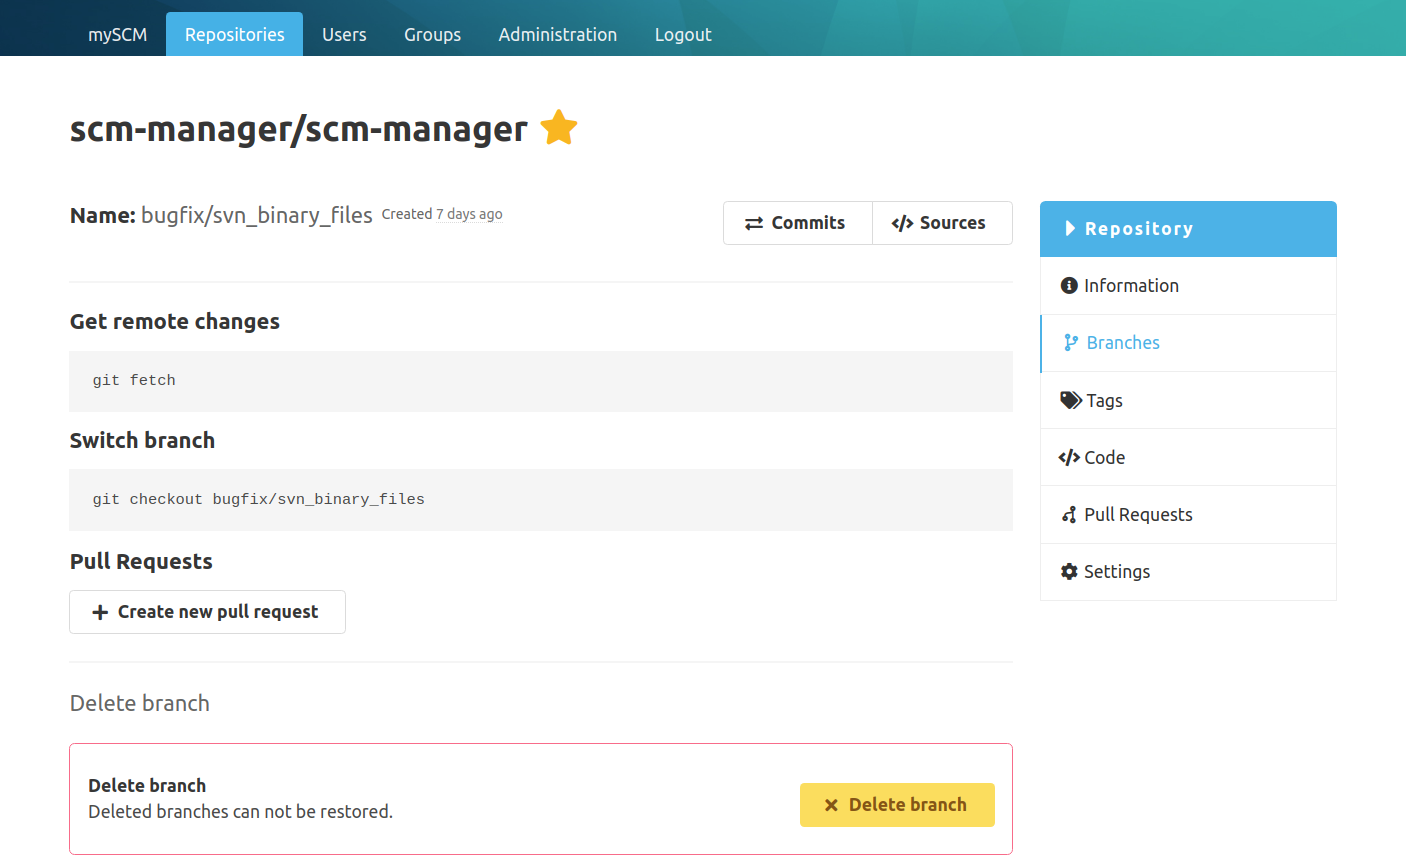 mySCM Repositories Users Groups Administration Logout
scm-manager/scm-manager
Name: bugfix/svn_binary_files Created 7 days ago
Commits Sources
Get remote changes
git fetch
Switch branch
git checkout bugfix/svn_binary_files
Pull Requests
Create new pull request
Delete branch
Delete branch
Deleted branches can not be restored.
Delete branch
Repository
Information
Branches
Tags
Code
Pull Requests
Settings